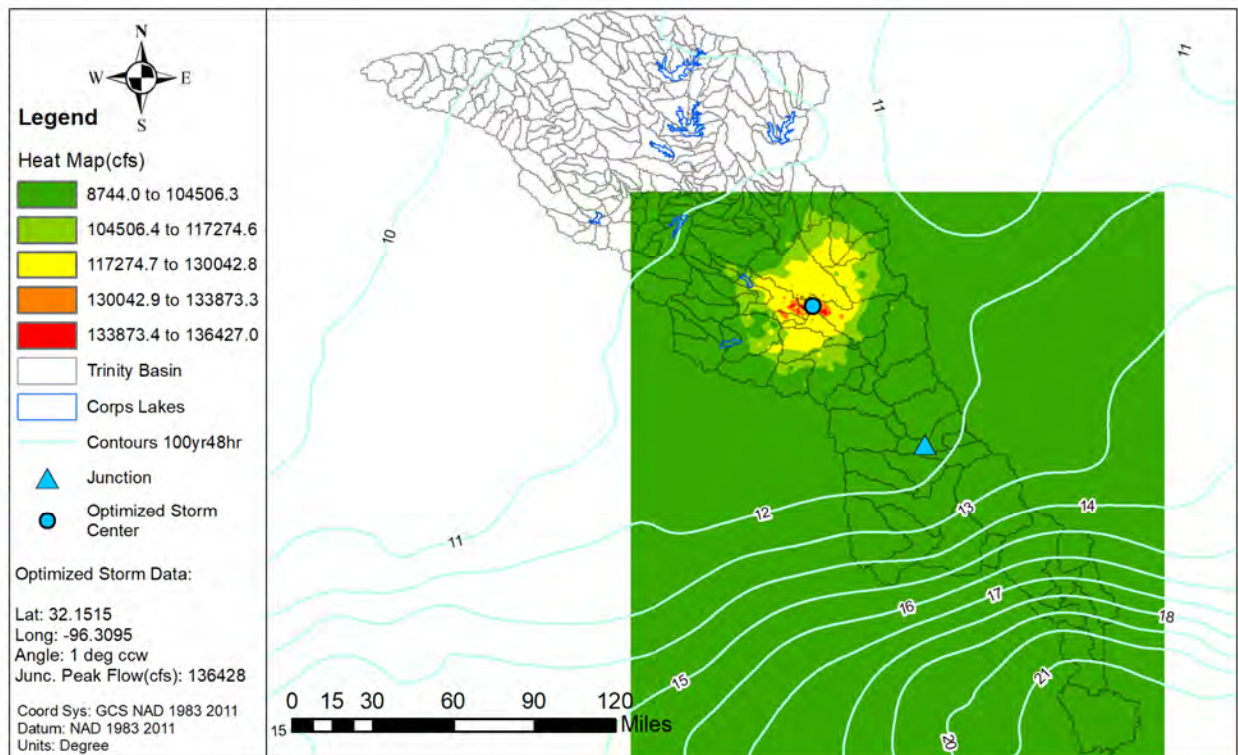 N
W
E
S
Legend
Heat Map(cfs)
8744.0 to 104506.3
104506.4 to 117274.6
117274.7 to 130042.8
130042.9 to 133873.3
133873.4 to 136427.0
Trinity Basin
Corps Lakes
Contours 100yr48hr
Junction
Optimized Storm
Center
Optimized Storm Data:
Lat: 32.1515
Long: -96.3095
Angle: 1 deg ccw
Junc. Peak Flow(cfs): 136428
Coord Sys: GCS NAD 1983 2011
Datum: NAD 1983 2011
Units: Degree
11
11
10
12
13
14
11
16
17
18
15
21
20
15
0 15 30 60 90 120
Miles